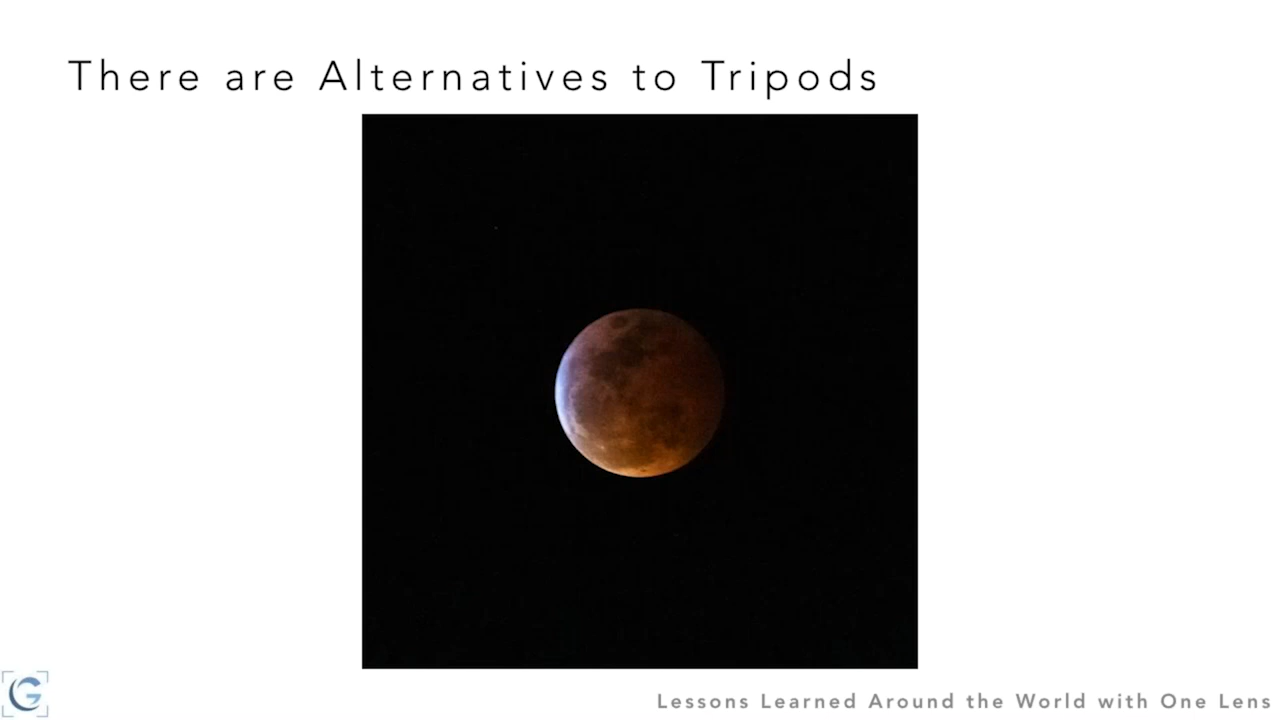 There are Alternatives to Tripods
Lessons Learned Around the World with One Lens